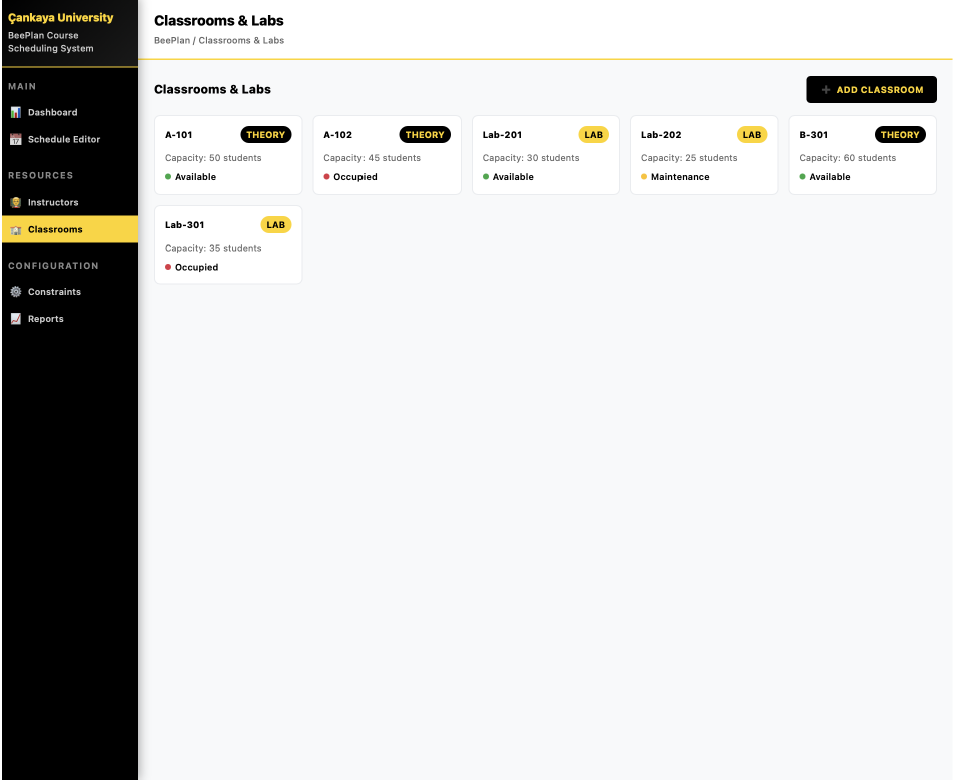 Çankaya University
BeePlan Course
Scheduling System
MAIN
Dashboard
Schedule Editor
RESOURCES
Instructors
Classrooms
CONFIGURATION
Constraints
Reports
Classrooms & Labs
BeePlan / Classrooms & Labs
Classrooms & Labs
+ ADD CLASSROOM
A-101 THEORY
Capacity: 50 students
Available
A-102 THEORY
Capacity: 45 students
Occupied
Lab-201 LAB
Capacity: 30 students
Available
Lab-202 LAB
Capacity: 25 students
Maintenance
B-301 THEORY
Capacity: 60 students
Available
Lab-301 LAB
Capacity: 35 students
Occupied